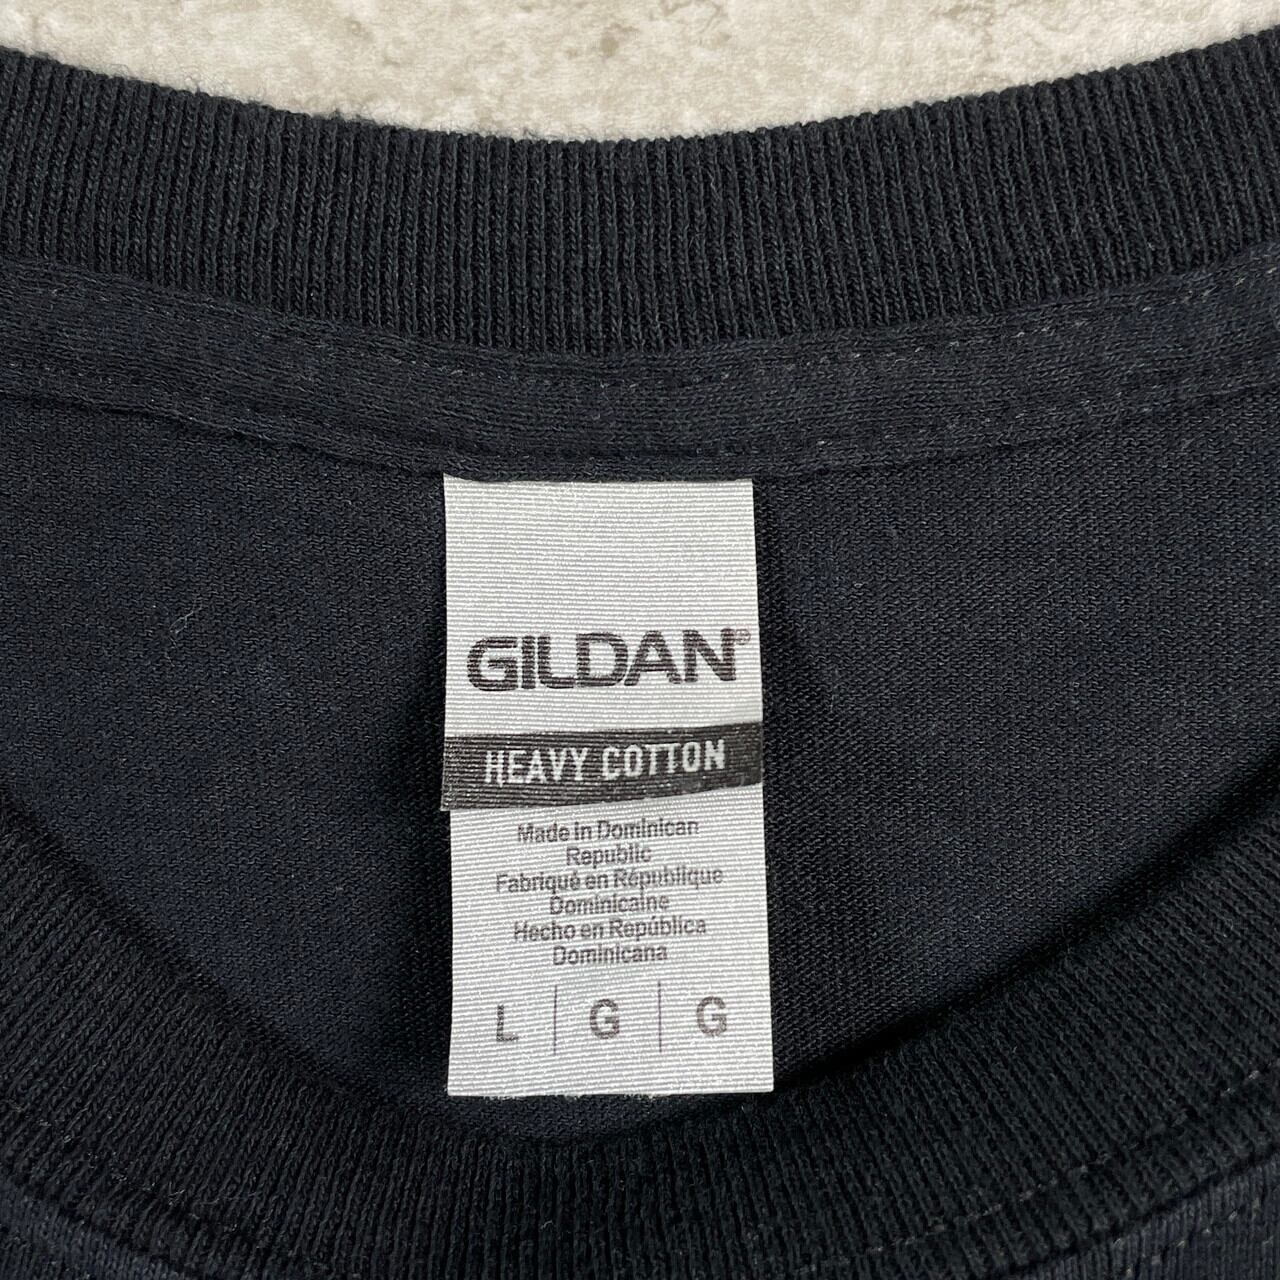 GILDAN®
HEAVY COTTON
Made in Dominican
Republic
Fabriqué en République
Dominicaine
Hecho en República
Dominicana
L | G | G